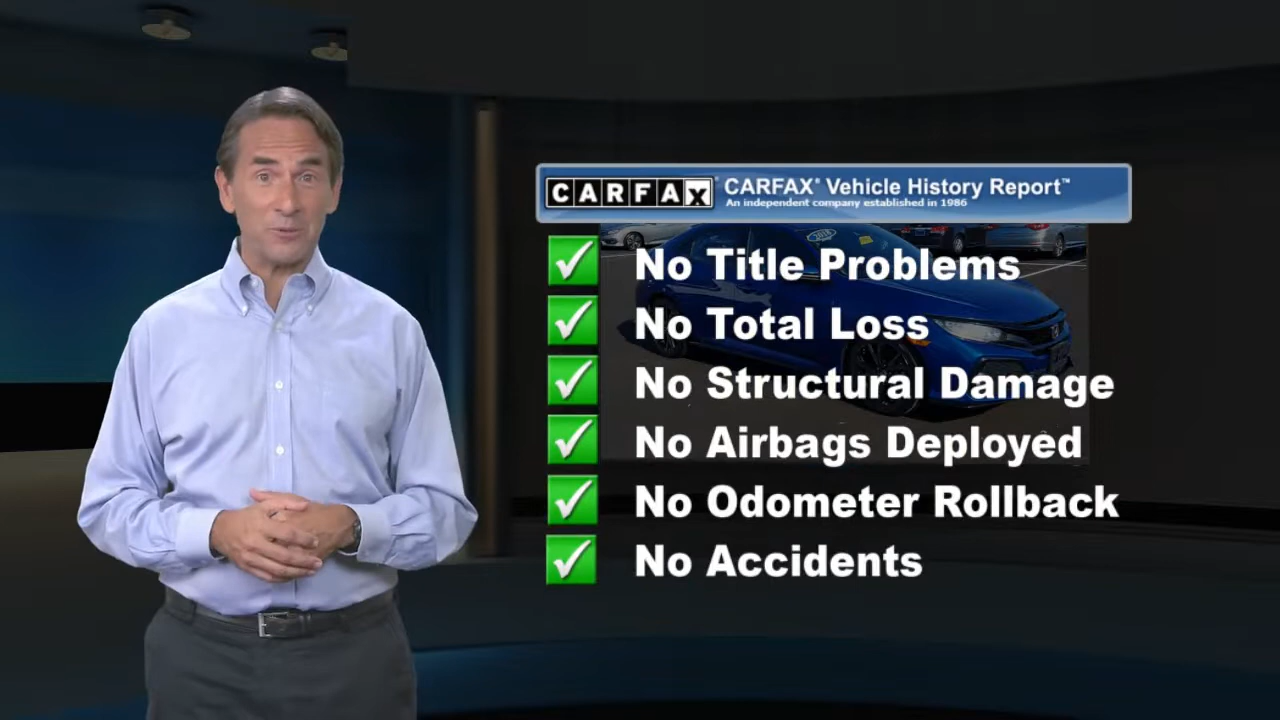 CARFAX® CARFAX® Vehicle History Report™
An independent company established in 1986
No Title Problems
No Total Loss
No Structural Damage
No Airbags Deployed
No Odometer Rollback
No Accidents